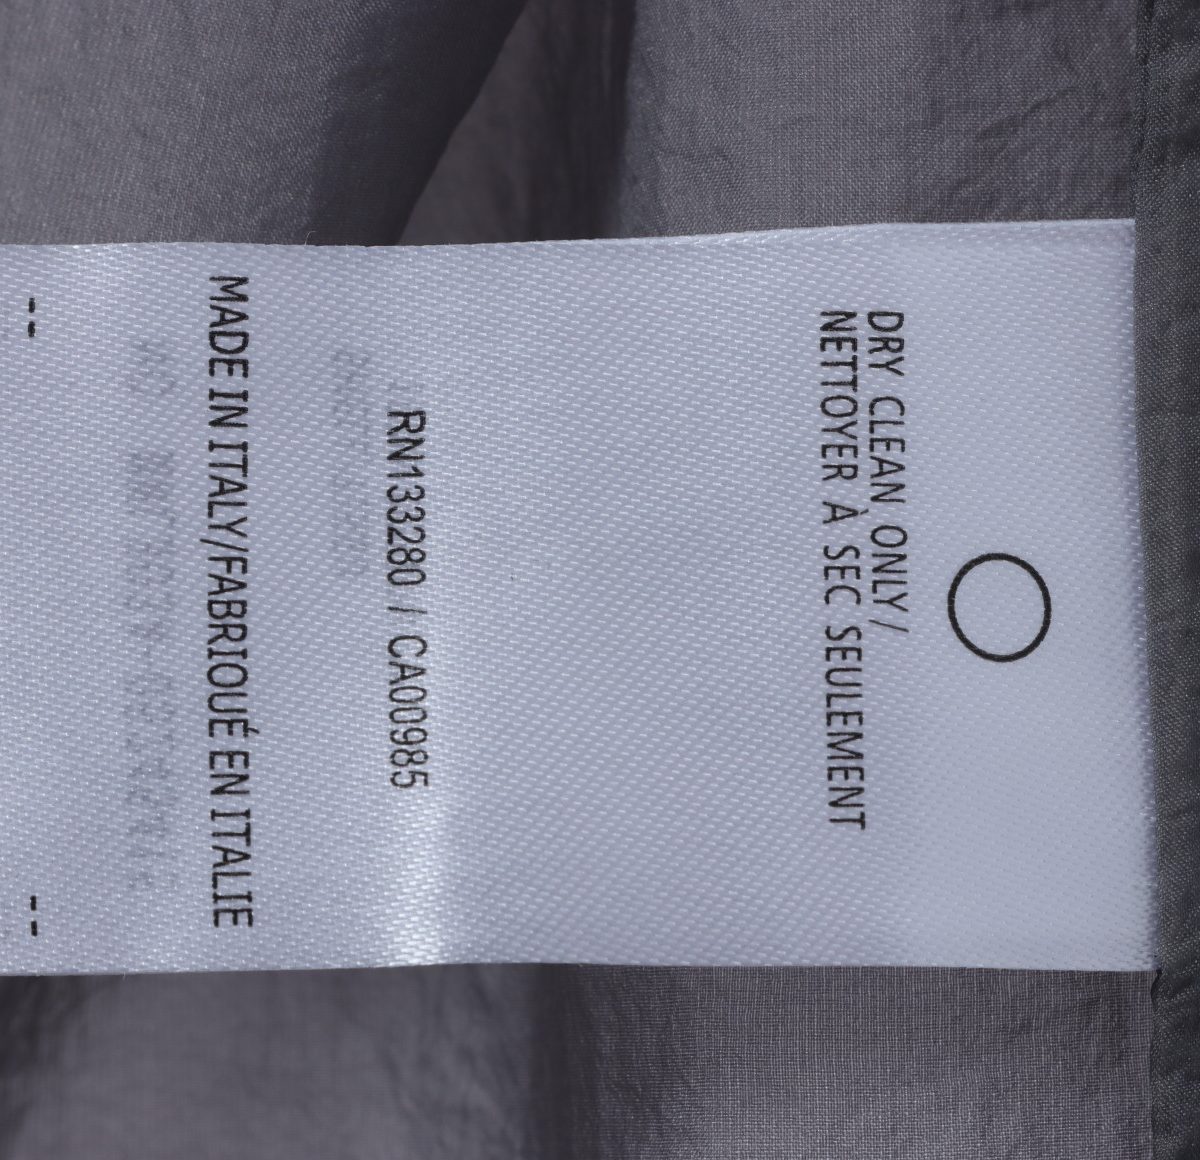 DRY CLEAN ONLY/
NETTOYER À SEC SEULEMENT
RN133280 / CA00985
MADE IN ITALY/FABRIQUÉ EN ITALIE
-- --